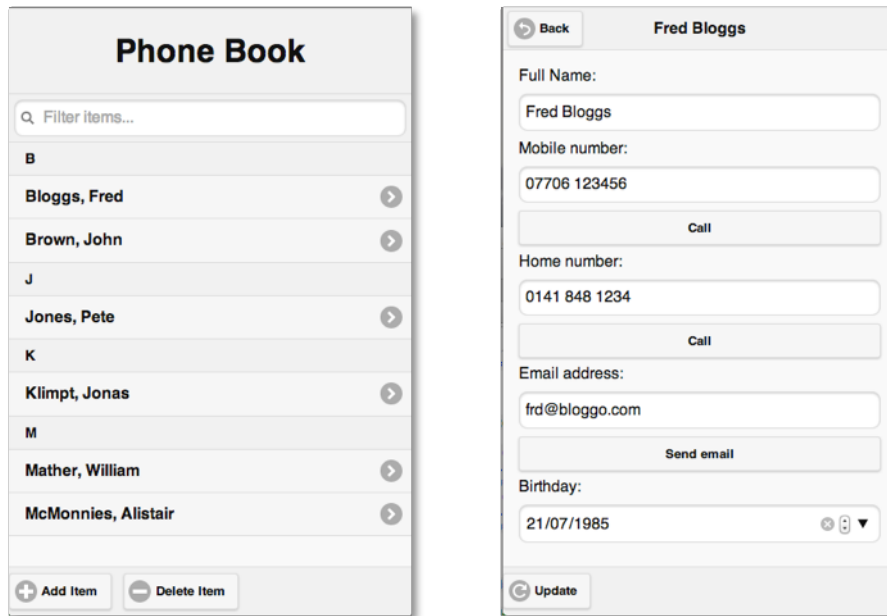 Phone Book
Filter items...
B
Bloggs, Fred
Brown, John
J
Jones, Pete
K
Klimpt, Jonas
M
Mather, William
McMonnies, Alistair
Add Item Delete Item
Back Fred Bloggs
Full Name:
Fred Bloggs
Mobile number:
07706 123456
Call
Home number:
0141 848 1234
Call
Email address:
frd@bloggo.com
Send email
Birthday:
21/07/1985
Update